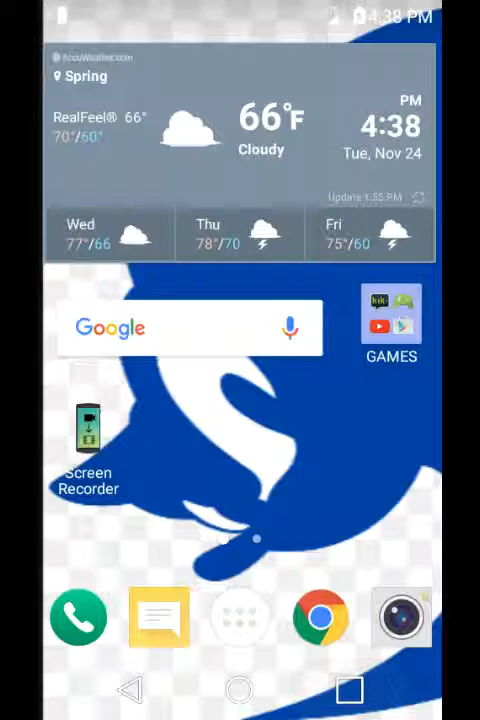 4:38 PM
AccuWeather.com
Spring
RealFeel® 66°
70°/60°
66°F
Cloudy
PM
4:38
Tue, Nov 24
Update 1:55 PM
Wed
77°/66
Thu
78°/70
Fri
75°/60
Google
kik
GAMES
Screen
Recorder